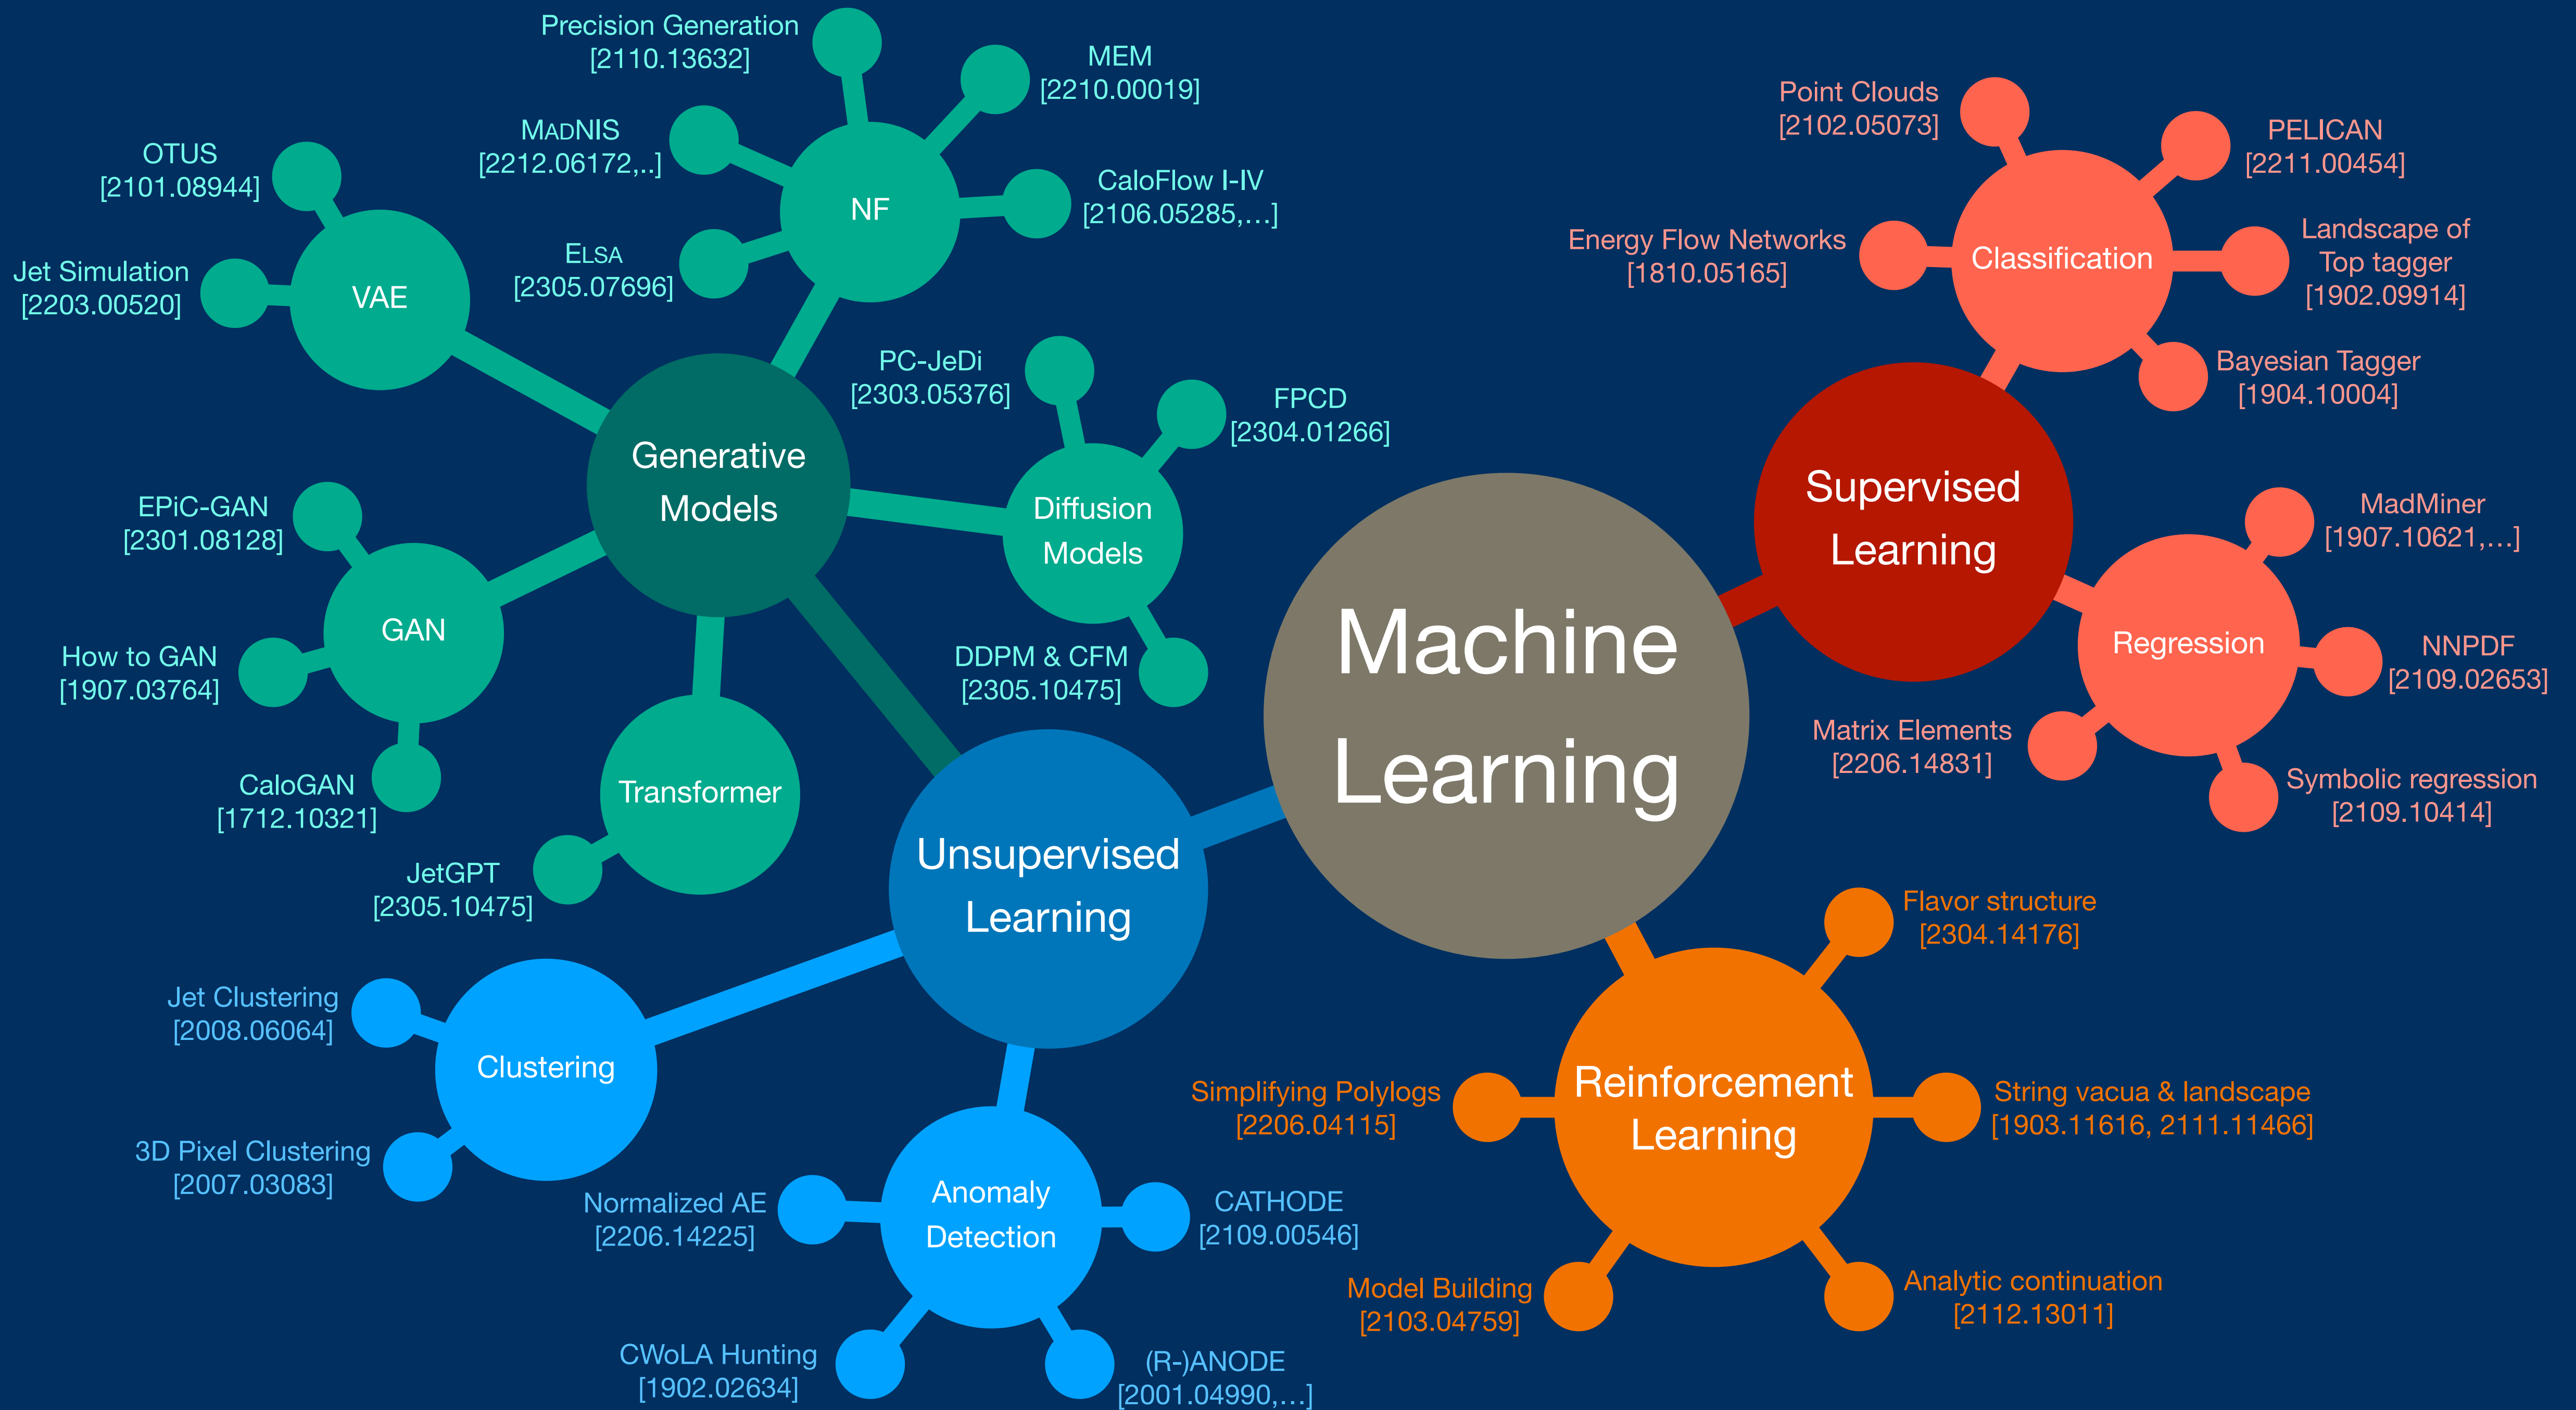 Precision Generation
[2110.13632]
MEM
[2210.00019]
MADNIS
[2212.06172,..]
CaloFlow I-IV
[2106.05285,…]
ELSA
[2305.07696]
NF
OTUS
[2101.08944]
Jet Simulation
[2203.00520]
VAE
Generative
Models
PC-JeDi
[2303.05376]
FPCD
[2304.01266]
Diffusion
Models
DDPM & CFM
[2305.10475]
EPiC-GAN
[2301.08128]
GAN
How to GAN
[1907.03764]
CaloGAN
[1712.10321]
Transformer
JetGPT
[2305.10475]
Machine
Learning
Unsupervised
Learning
Jet Clustering
[2008.06064]
Clustering
3D Pixel Clustering
[2007.03083]
Anomaly
Detection
Normalized AE
[2206.14225]
CATHODE
[2109.00546]
CWoLA Hunting
[1902.02634]
(R-)ANODE
[2001.04990,…]
Supervised
Learning
Point Clouds
[2102.05073]
PELICAN
[2211.00454]
Energy Flow Networks
[1810.05165]
Classification
Landscape of
Top tagger
[1902.09914]
Bayesian Tagger
[1904.10004]
MadMiner
[1907.10621,…]
Regression
NNPDF
[2109.02653]
Matrix Elements
[2206.14831]
Symbolic regression
[2109.10414]
Flavor structure
[2304.14176]
Reinforcement
Learning
Simplifying Polylogs
[2206.04115]
String vacua & landscape
[1903.11616, 2111.11466]
Model Building
[2103.04759]
Analytic continuation
[2112.13011]